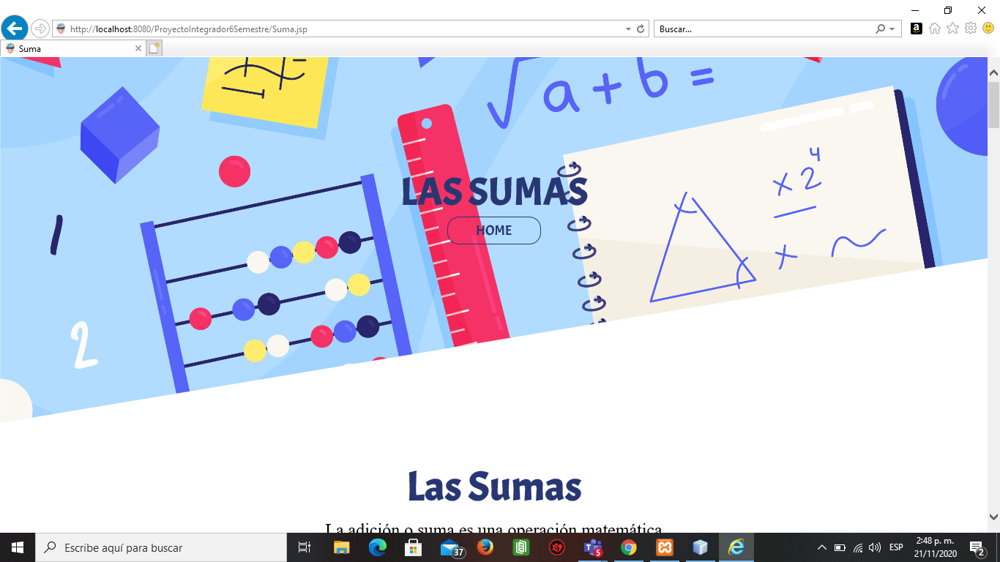 http://localhost:8080/ProyectoIntegrador6Semestre/Suma.jsp
Buscar...
Suma
√a + b =
x 2⁴
x
LAS SUMAS
HOME
1
2
Las Sumas
La adición o suma es una operación matemática
Escribe aquí para buscar
37
5
ESP
2:48 p. m.
21/11/2020
2